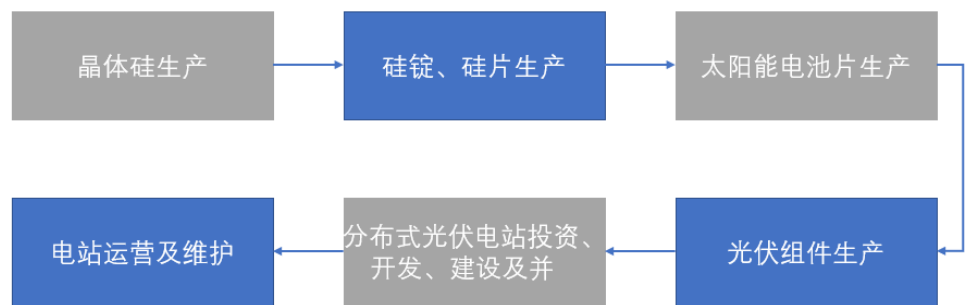 晶体硅生产
硅锭、硅片生产
太阳能电池片生产
电站运营及维护
分布式光伏电站投资、
开发、建设及并
光伏组件生产